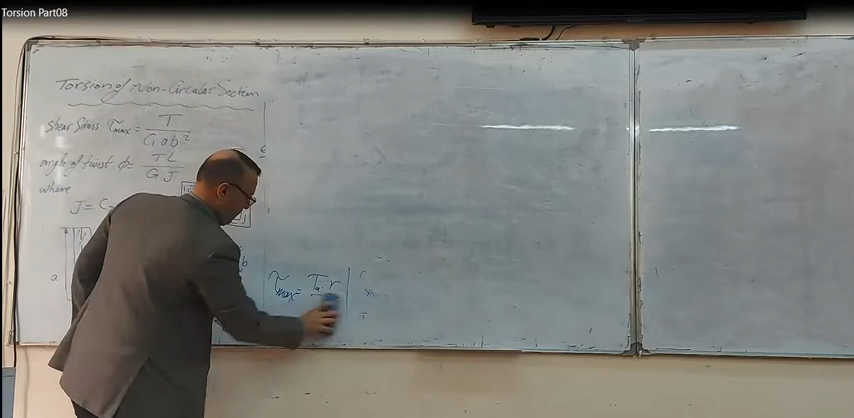 Torsion Part08
Torsion of Non-Circular Section
shear stress τmax = T
C1 ab²
angle of twist φ = TL
G.J
where
J = C2
a
b
τmax = T. r